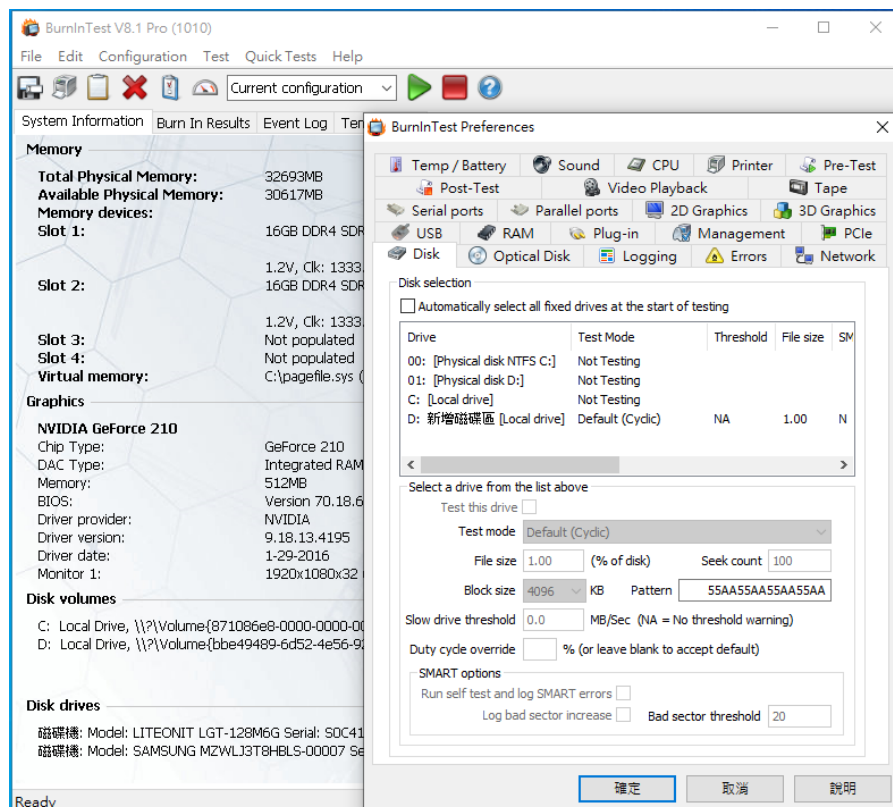 BurnInTest V8.1 Pro (1010)
File Edit Configuration Test Quick Tests Help
Current configuration
System Information Burn In Results Event Log
Memory
Total Physical Memory: 32693MB
Available Physical Memory: 30617MB
Memory devices:
Slot 1: 16GB DDR4
1.2V, Clk: 1333.
Slot 2: 16GB DDR4
1.2V, Clk: 1333.
Slot 3: Not populated
Slot 4: Not populated
Virtual memory: C:\pagefile.sys (
Graphics
NVIDIA GeForce 210
Chip Type: GeForce 210
DAC Type: Integrated RAM
Memory: 512MB
BIOS: Version 70.18.6
Driver provider: NVIDIA
Driver version: 9.18.13.4195
Driver date: 1-29-2016
Monitor 1: 1920x1080x32
Disk volumes
C: Local Drive, \\?\Volume{871086e8-0000-0000-00
D: Local Drive, \\?\Volume{bbe49489-6d52-4e56-92
Disk drives
磁碟機: Model: LITEONIT LGT-128M6G Serial: S0C41
磁碟機: Model: SAMSUNG MZWLJ3T8HBLS-00007 Se
Ready
BurnInTest Preferences
Temp / Battery Sound CPU Printer Pre-Test
Post-Test Video Playback Tape
Serial ports Parallel ports 2D Graphics 3D Graphics
USB RAM Plug-in Management PCIe
Disk Optical Disk Logging Errors Network
Disk selection
Automatically select all fixed drives at the start of testing
Drive Test Mode Threshold File size SM
00: [Physical disk NTFS C:] Not Testing
01: [Physical disk D:] Not Testing
C: [Local drive] Not Testing
D: 新增磁碟區 [Local drive] Default (Cyclic) NA 1.00 N
Select a drive from the list above
Test this drive
Test mode Default (Cyclic)
File size 1.00 (% of disk) Seek count 100
Block size 4096 KB Pattern 55AA55AA55AA55AA
Slow drive threshold 0.0 MB/Sec (NA = No threshold warning)
Duty cycle override % (or leave blank to accept default)
SMART options
Run self test and log SMART errors
Log bad sector increase Bad sector threshold 20
確定 取消 說明